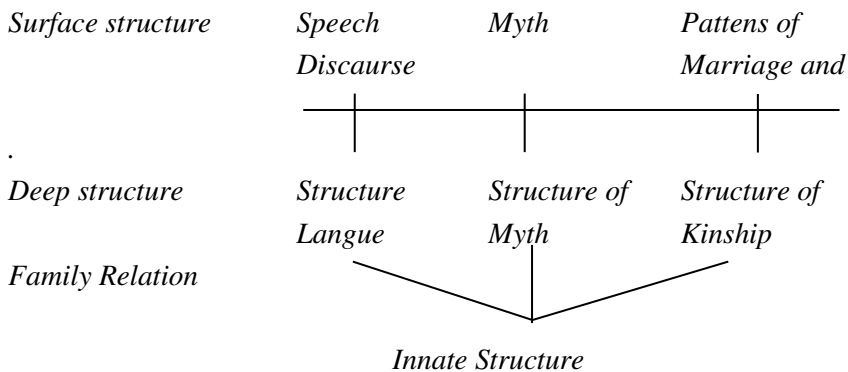 Surface structure Speech Myth Pattens of
Discaurse Marriage and
.
Deep structure Structure Structure of Structure of
Langue Myth Kinship
Family Relation
Innate Structure